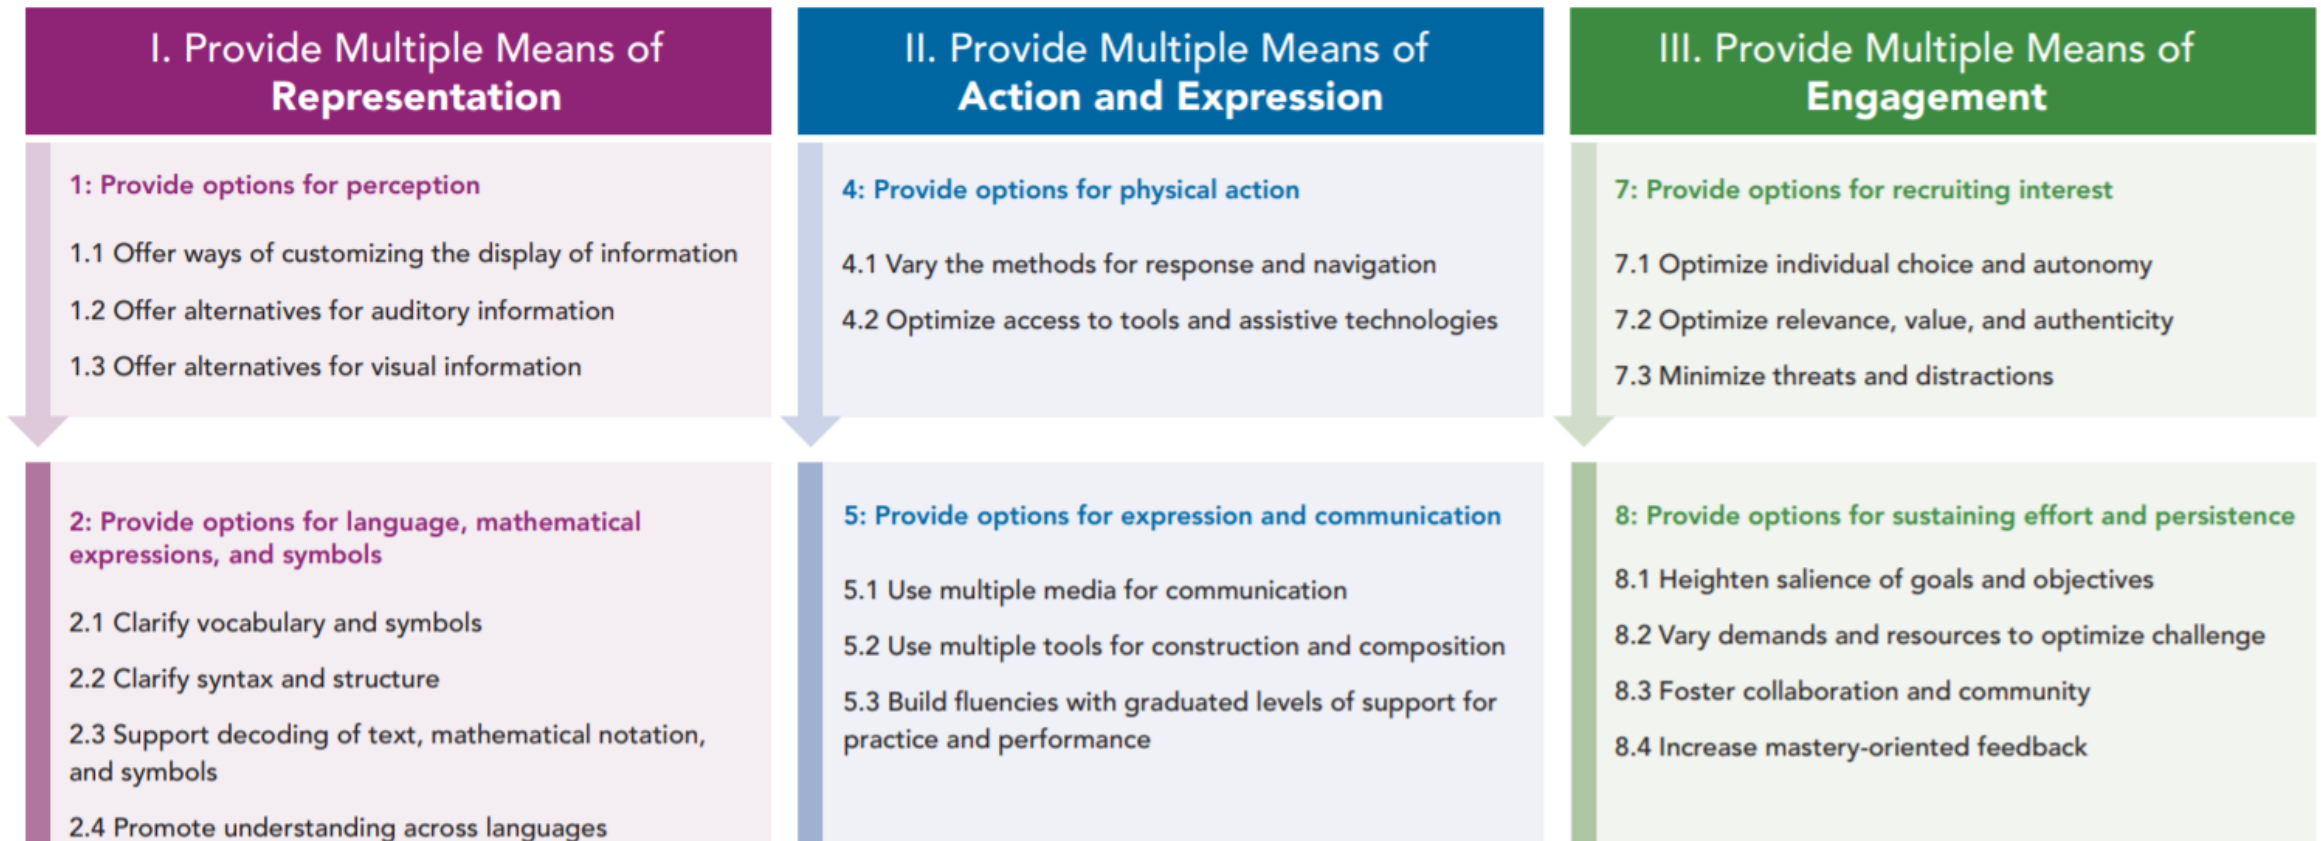 I. Provide Multiple Means of
Representation
1: Provide options for perception
1.1 Offer ways of customizing the display of information
1.2 Offer alternatives for auditory information
1.3 Offer alternatives for visual information
2: Provide options for language, mathematical
expressions, and symbols
2.1 Clarify vocabulary and symbols
2.2 Clarify syntax and structure
2.3 Support decoding of text, mathematical notation,
and symbols
2.4 Promote understanding across languages
II. Provide Multiple Means of
Action and Expression
4: Provide options for physical action
4.1 Vary the methods for response and navigation
4.2 Optimize access to tools and assistive technologies
5: Provide options for expression and communication
5.1 Use multiple media for communication
5.2 Use multiple tools for construction and composition
5.3 Build fluencies with graduated levels of support for
practice and performance
III. Provide Multiple Means of
Engagement
7: Provide options for recruiting interest
7.1 Optimize individual choice and autonomy
7.2 Optimize relevance, value, and authenticity
7.3 Minimize threats and distractions
8: Provide options for sustaining effort and persistence
8.1 Heighten salience of goals and objectives
8.2 Vary demands and resources to optimize challenge
8.3 Foster collaboration and community
8.4 Increase mastery-oriented feedback